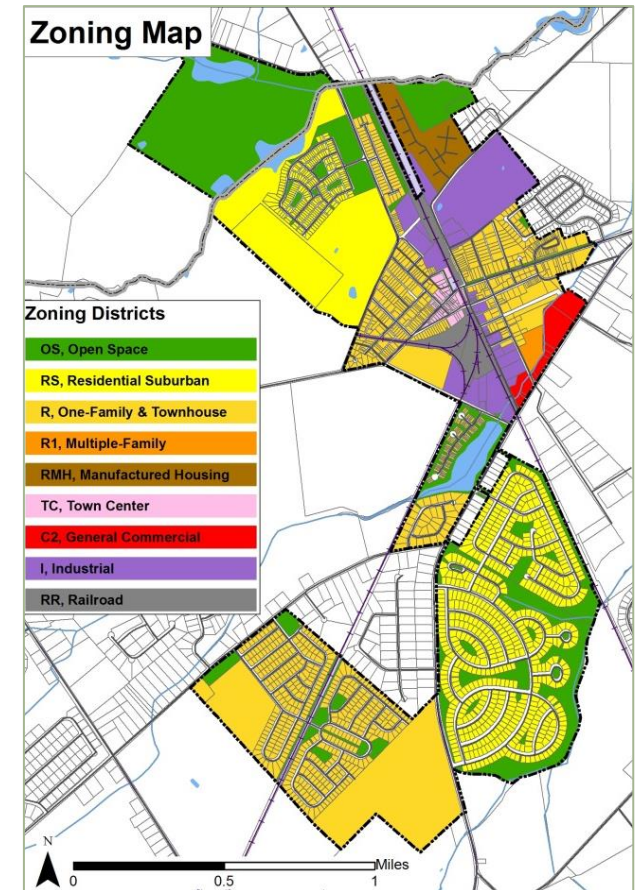 Zoning Map
Zoning Districts
OS, Open Space
RS, Residential Suburban
R, One-Family & Townhouse
R1, Multiple-Family
RMH, Manufactured Housing
TC, Town Center
C2, General Commercial
I, Industrial
RR, Railroad
N
Miles
0 0.5 1